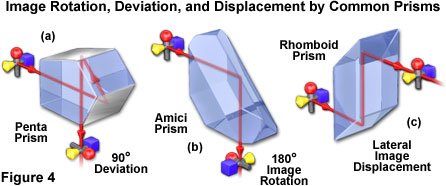 Image Rotation, Deviation, and Displacement by Common Prisms
(a)
Penta
Prism
90°
Deviation
Amici
Prism
(b)
180°
Image
Rotation
Rhomboid
Prism
(c)
Lateral
Image
Displacement
Figure 4